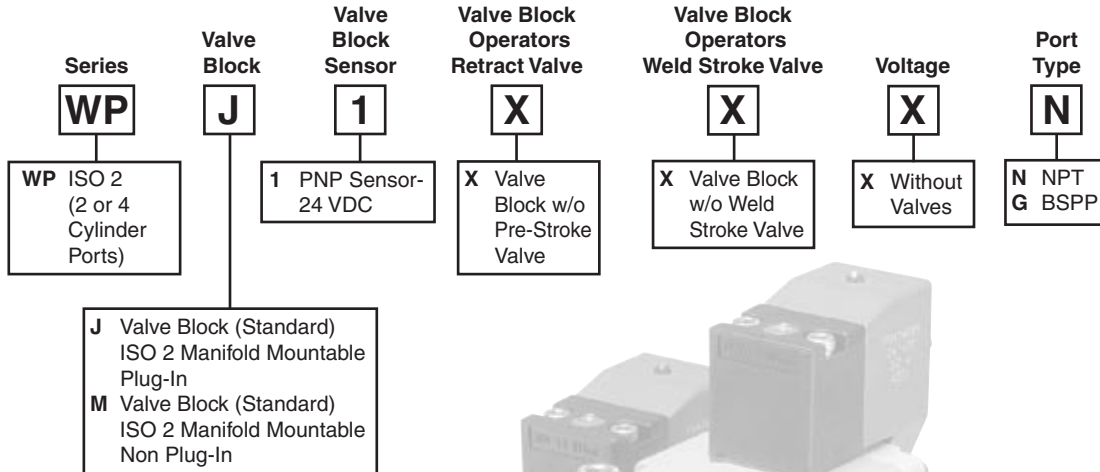 Series
Valve
Block
Valve
Block
Sensor
Valve Block
Operators
Retract Valve
Valve Block
Operators
Weld Stroke Valve
Voltage
Port
Type
WP
J
1
X
X
X
N
WP ISO 2
(2 or 4
Cylinder
Ports)
1 PNP Sensor-
24 VDC
X Valve
Block w/o
Pre-Stroke
Valve
X Valve Block
w/o Weld
Stroke Valve
X Without
Valves
N NPT
G BSPP
J Valve Block (Standard)
ISO 2 Manifold Mountable
Plug-In
M Valve Block (Standard)
ISO 2 Manifold Mountable
Non Plug-In